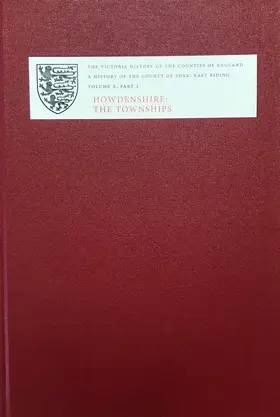 THE VICTORIA HISTORY OF THE COUNTIES OF ENGLAND
A HISTORY OF THE COUNTY OF YORK: EAST RIDING
VOLUME X, PART 1
HOWDENSHIRE:
THE TOWNSHIPS